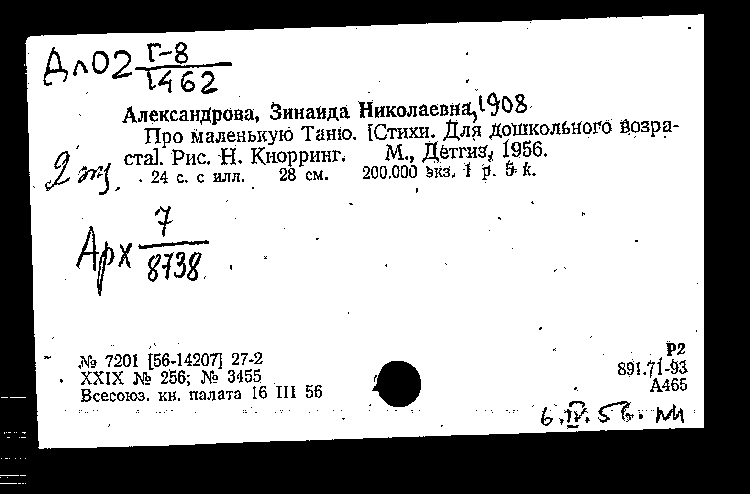 Дл02 Г-8
1462
Александрова, Зинаида Николаевна, 1908
Про маленькую Таню. [Стихи. Для дошкольного возра-
ста]. Рис. Н. Кнорринг. М., Детгиз, 1956.
2 экз.
24 с. с илл. 28 см. 200.000 экз. 1 р. 5 к.
Арх 7
8738
№ 7201 [56-14207] 27-2
XXIX № 256; № 3455
Всесоюз. кн. палата 16 III 56
Р2
891.71-93
А465
6.IV.56.